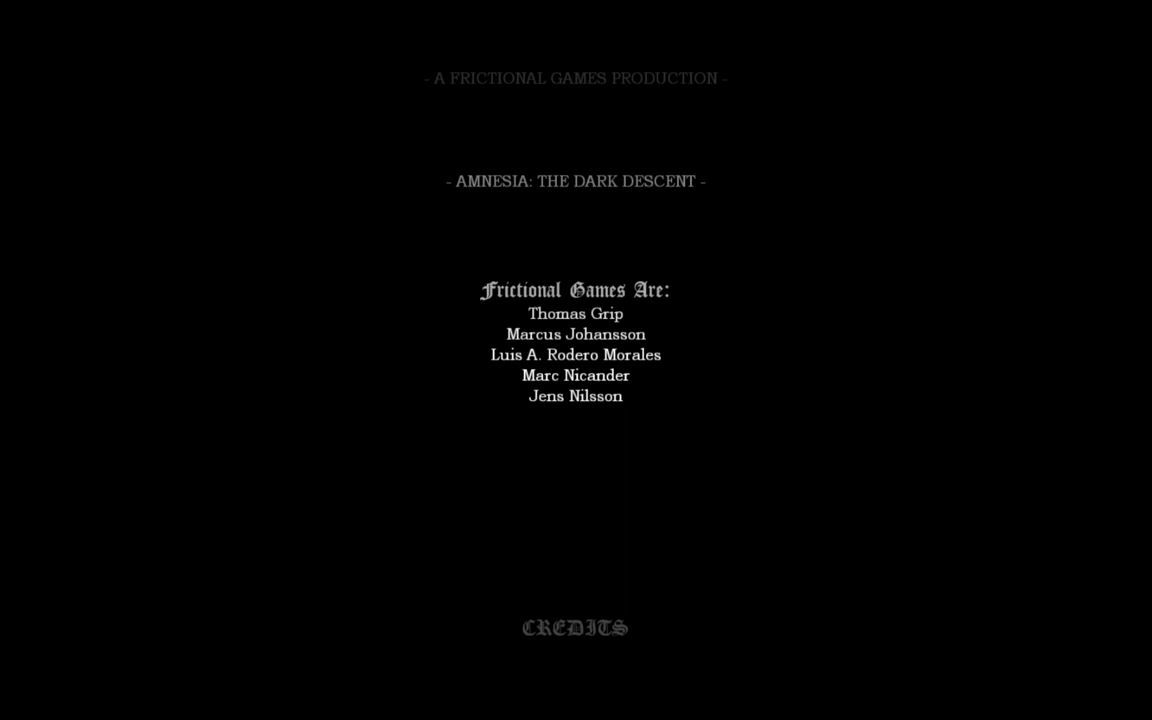 - A FRICTIONAL GAMES PRODUCTION -
- AMNESIA: THE DARK DESCENT -
Frictional Games Are:
Thomas Grip
Marcus Johansson
Luis A. Rodero Morales
Marc Nicander
Jens Nilsson
CREDITS